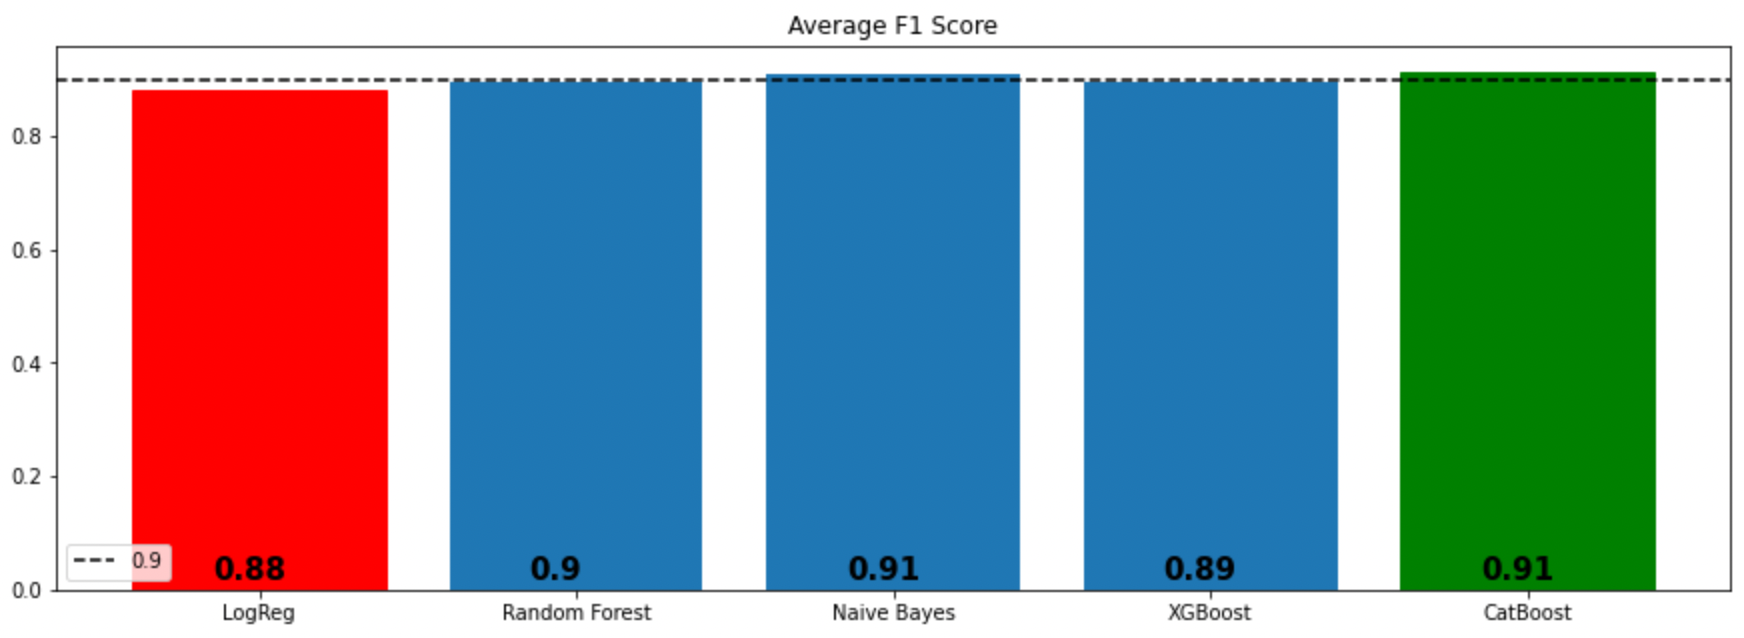 Average F1 Score
0.8
0.6
0.4
0.2
0.0
0.9
0.88
0.9
0.91
0.89
0.91
LogReg
Random Forest
Naive Bayes
XGBoost
CatBoost